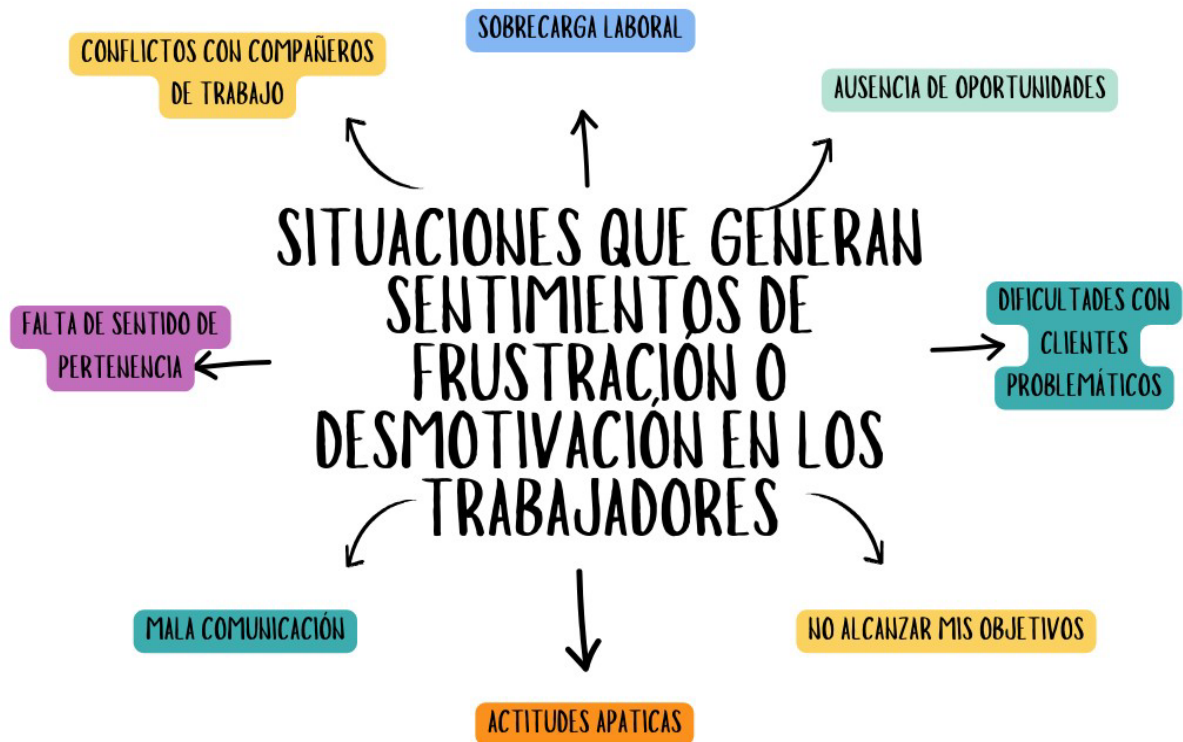 SOBRECARGA LABORAL
CONFLICTOS CON COMPAÑEROS
DE TRABAJO
AUSENCIA DE OPORTUNIDADES
SITUACIONES QUE GENERAN
SENTIMIENTOS DE
FRUSTRACIÓN O
DESMOTIVACIÓN EN LOS
TRABAJADORES
FALTA DE SENTIDO DE
PERTENENCIA
DIFICULTADES CON
CLIENTES
PROBLEMÁTICOS
MALA COMUNICACIÓN
NO ALCANZAR MIS OBJETIVOS
ACTITUDES APATICAS